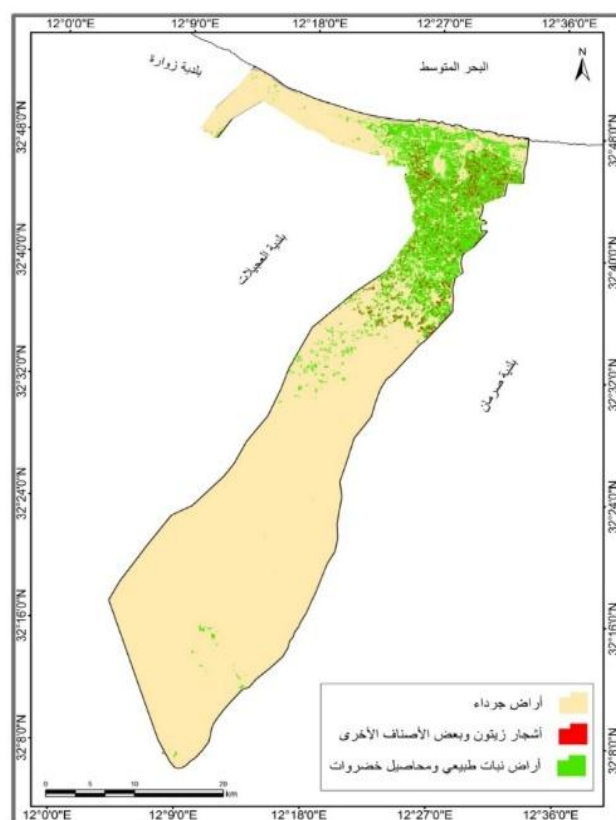 12°0'0"E 12°9'0"E 12°18'0"E 12°27'0"E 12°36'0"E
البحر المتوسط
بلدية زوارة
N
32°48'0"N 32°48'0"N
بلدية العجيلات
32°40'0"N 32°40'0"N
بلدية صرمان
32°32'0"N 32°32'0"N
32°24'0"N 32°24'0"N
32°16'0"N 32°16'0"N
أراض جرداء
أشجار زيتون وبعض الأصناف الأخرى
أراض نبات طبيعي ومحاصيل خضروات
32°8'0"N 32°8'0"N
0 5 10 20
km
12°0'0"E 12°9'0"E 12°18'0"E 12°27'0"E 12°36'0"E